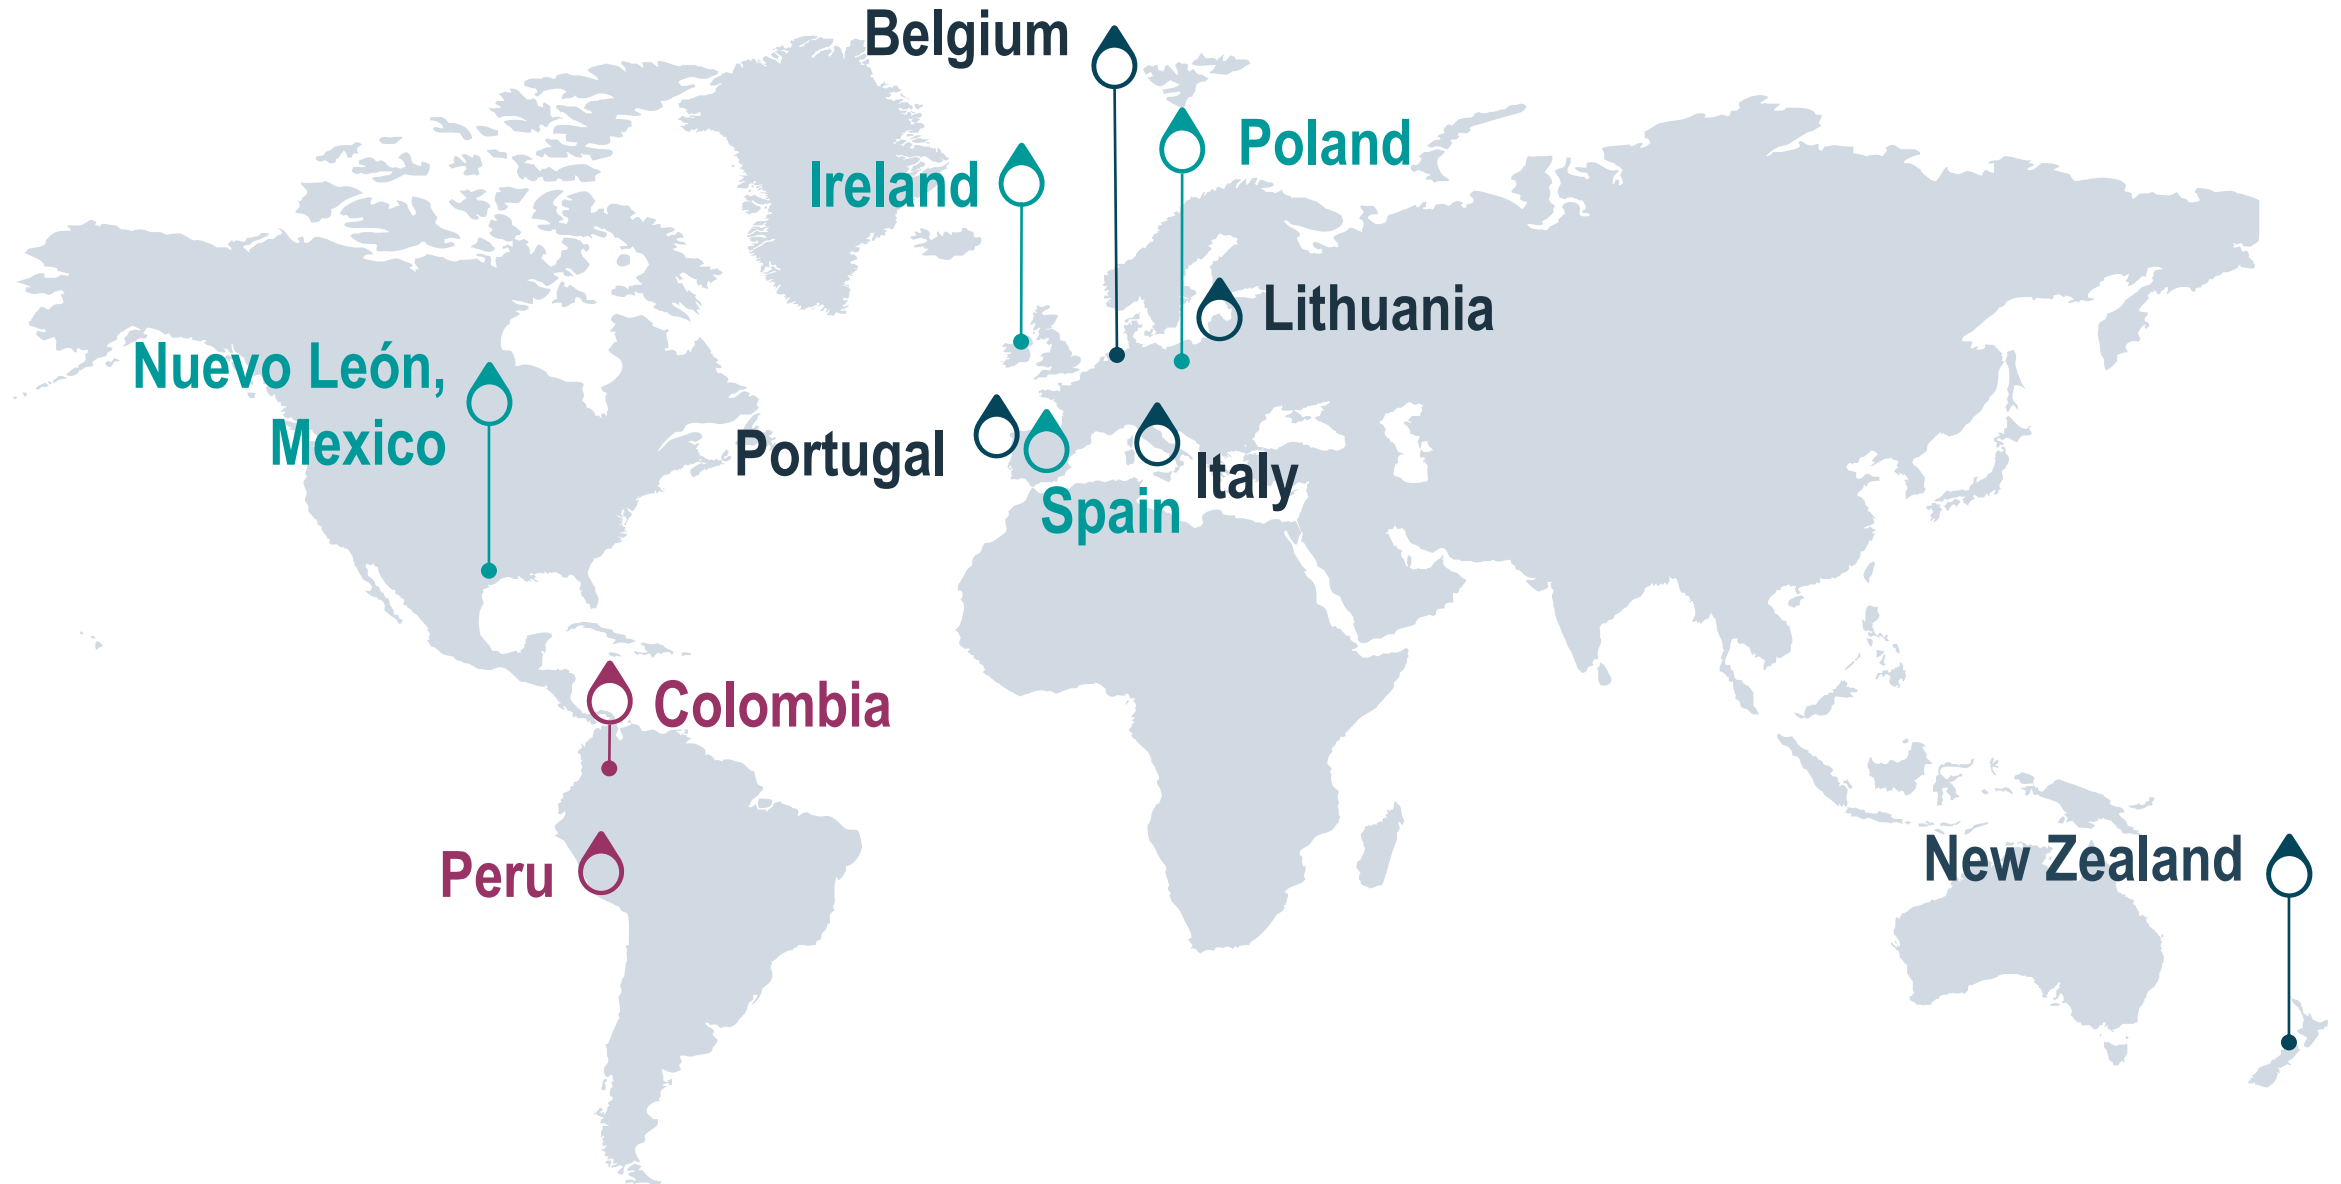 Belgium
Poland
Ireland
Lithuania
Nuevo León,
Mexico
Portugal
Italy
Spain
Colombia
Peru
New Zealand